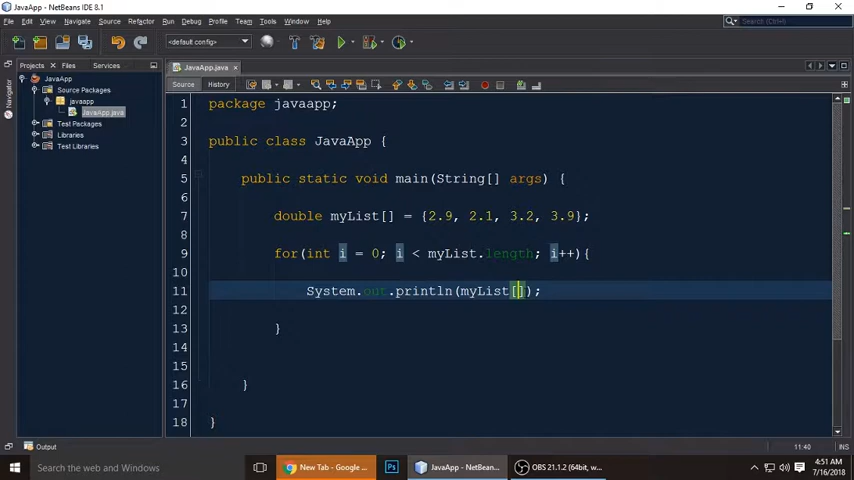 JavaApp - NetBeans IDE 8.1
File Edit View Navigate Source Refactor Run Debug Profile Team Tools Window Help
Search (Ctrl+I)
<default config>
Projects Files Services
JavaApp.java
Navigator
JavaApp
Source Packages
javaapp
JavaApp.java
Test Packages
Libraries
Test Libraries
Source History
1 package javaapp;
2
3 public class JavaApp {
4
5 public static void main(String[] args) {
6
7 double myList[] = {2.9, 2.1, 3.2, 3.9};
8
9 for(int i = 0; i < myList.length; i++){
10
11 System.out.println(myList[]);
12
13 }
14
15
16 }
17
18 }
Output
11:40 INS
Search the web and Windows
New Tab - Google ...
Ps
JavaApp - NetBean...
OBS 21.1.2 (64bit, w...
4:51 AM
7/16/2018